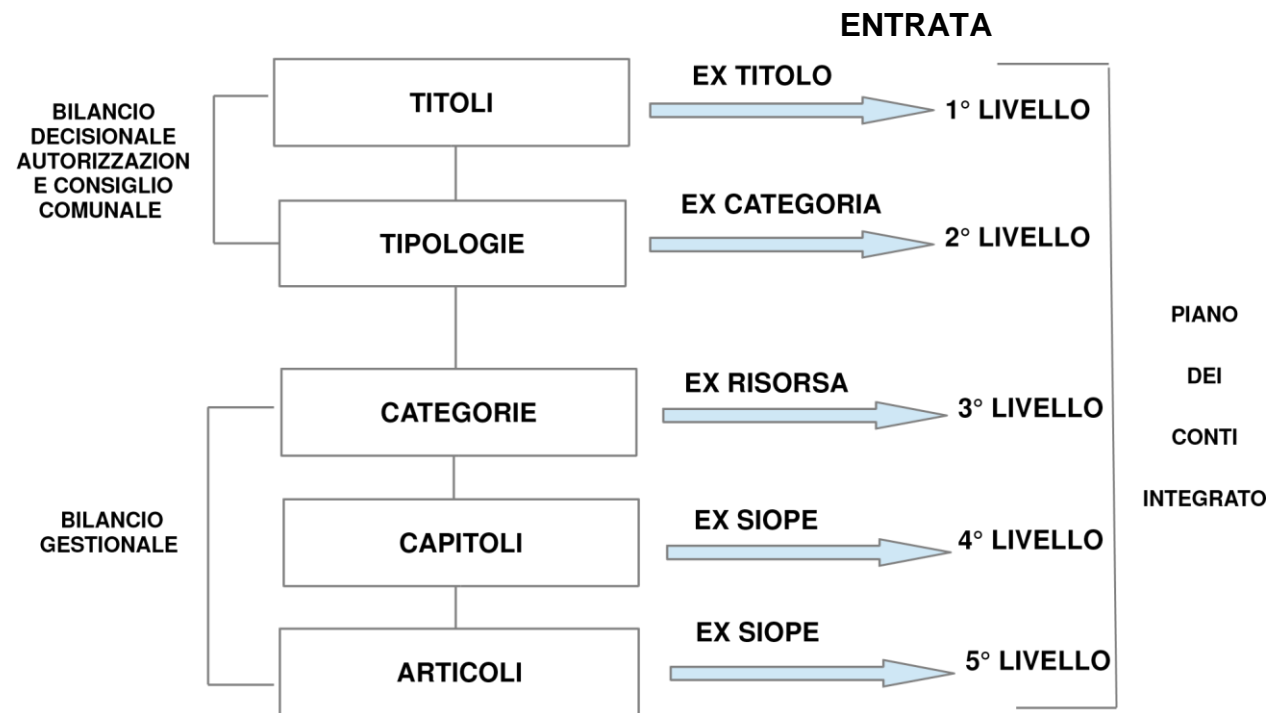 ENTRATA
BILANCIO
DECISIONALE
AUTORIZZAZION
E CONSIGLIO
COMUNALE
TITOLI
EX TITOLO
1° LIVELLO
TIPOLOGIE
EX CATEGORIA
2° LIVELLO
CATEGORIE
EX RISORSA
3° LIVELLO
BILANCIO
GESTIONALE
CAPITOLI
EX SIOPE
4° LIVELLO
ARTICOLI
EX SIOPE
5° LIVELLO
PIANO
DEI
CONTI
INTEGRATO